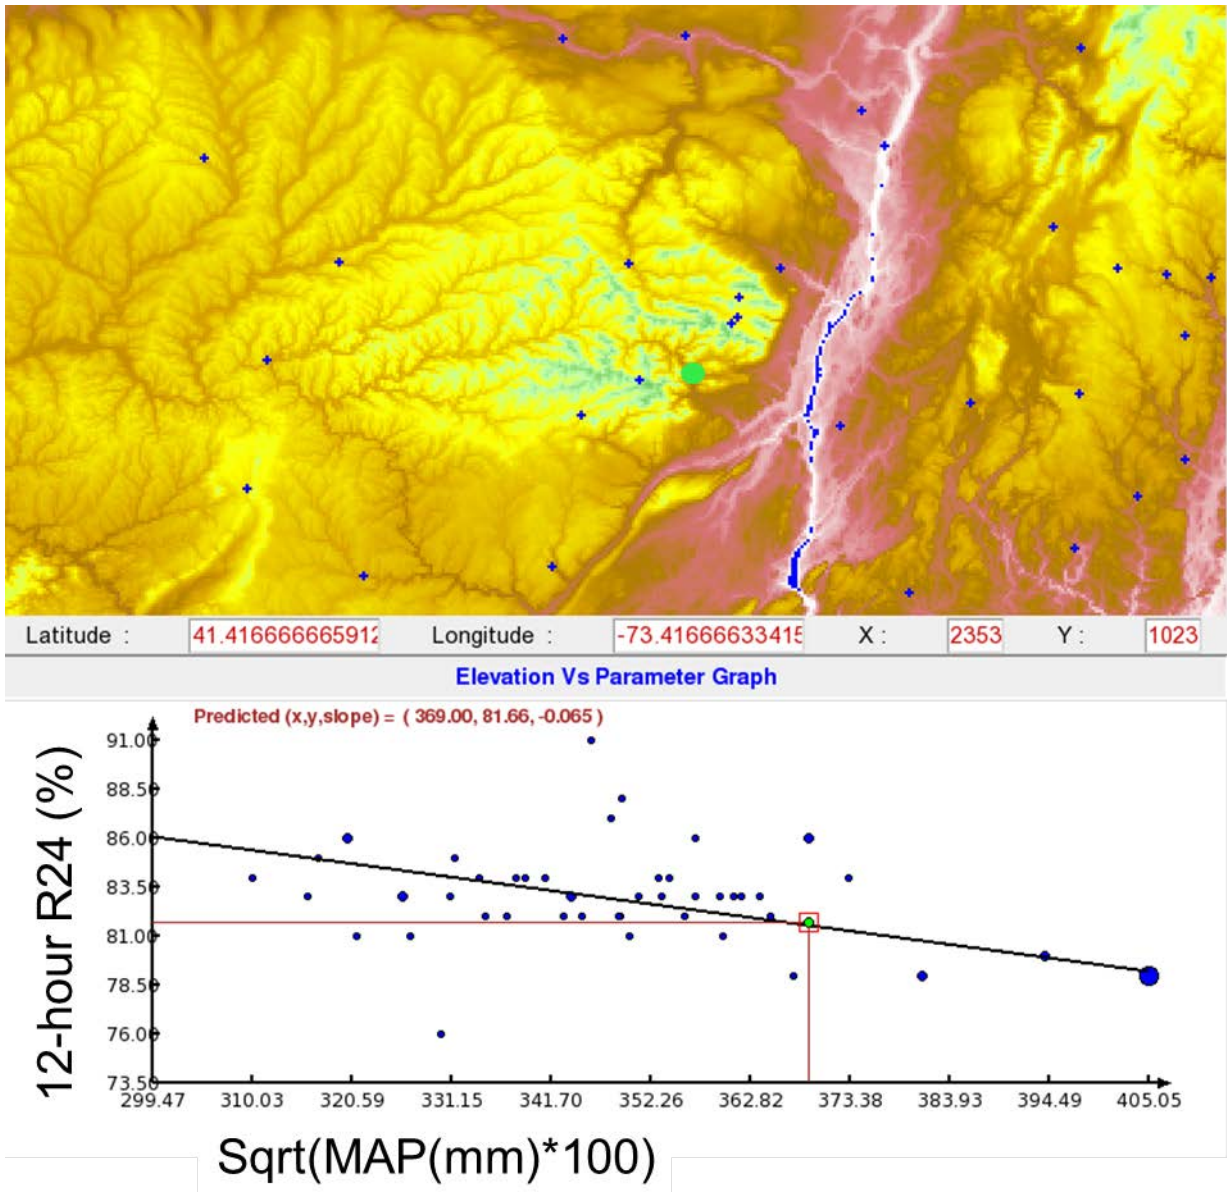 Latitude : 41.416666665912 Longitude : -73.41666633415 X : 2353 Y : 1023
Elevation Vs Parameter Graph
Predicted (x,y,slope) = ( 369.00, 81.66, -0.065 )
12-hour R24 (%)
91.00
88.50
86.00
83.50
81.00
78.50
76.00
73.50
299.47 310.03 320.59 331.15 341.70 352.26 362.82 373.38 383.93 394.49 405.05
Sqrt(MAP(mm)*100)